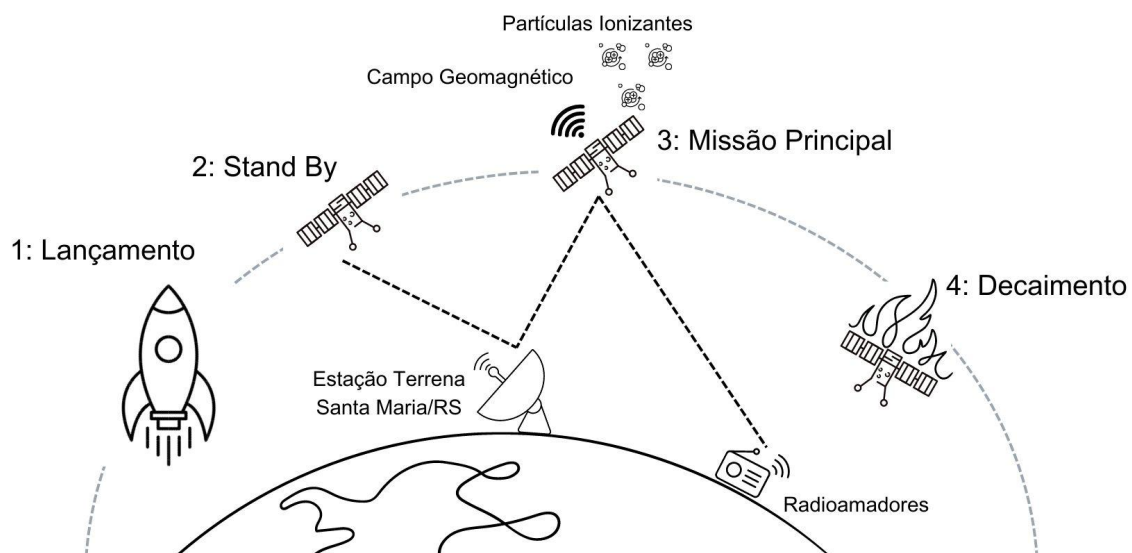 Partículas Ionizantes
Campo Geomagnético
3: Missão Principal
2: Stand By
1: Lançamento
4: Decaimento
Estação Terrena
Santa Maria/RS
Radioamadores